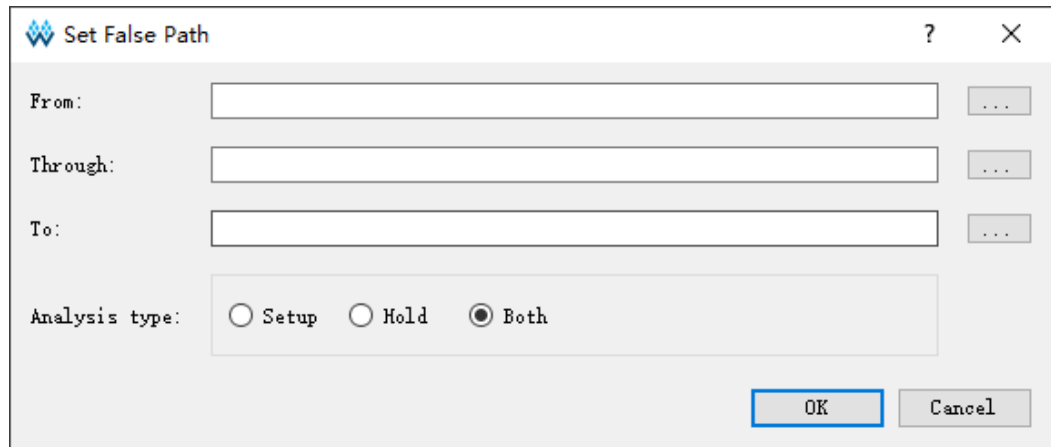 Set False Path ? ×
From: ...
Through: ...
To: ...
Analysis type: Setup Hold Both
OK Cancel